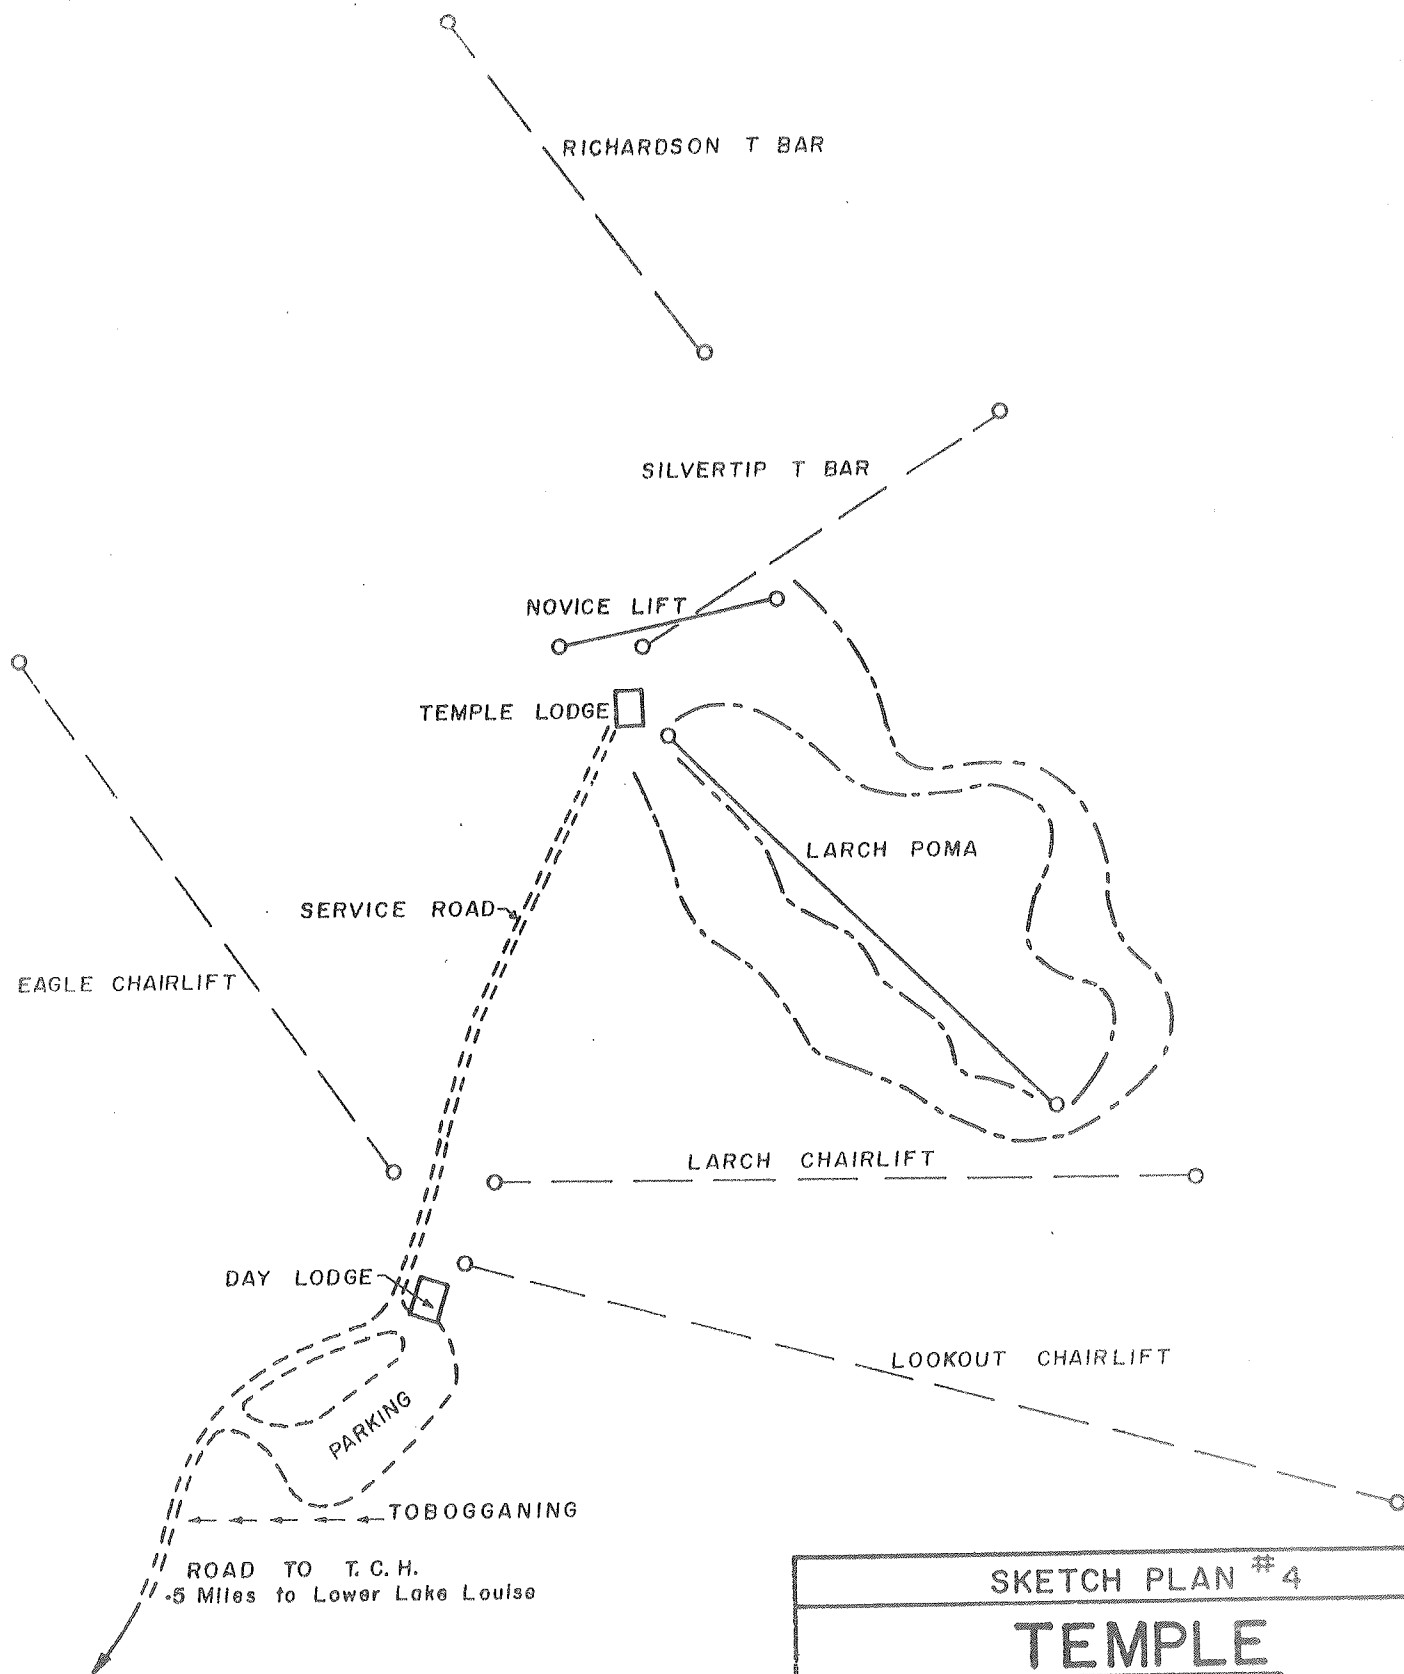 RICHARDSON T BAR
SILVERTIP T BAR
NOVICE LIFT
TEMPLE LODGE
LARCH POMA
SERVICE ROAD
EAGLE CHAIRLIFT
LARCH CHAIRLIFT
DAY LODGE
LOOKOUT CHAIRLIFT
PARKING
TOBOGGANING
ROAD TO T.C.H.
.5 Miles to Lower Lake Louise
SKETCH PLAN #4
TEMPLE